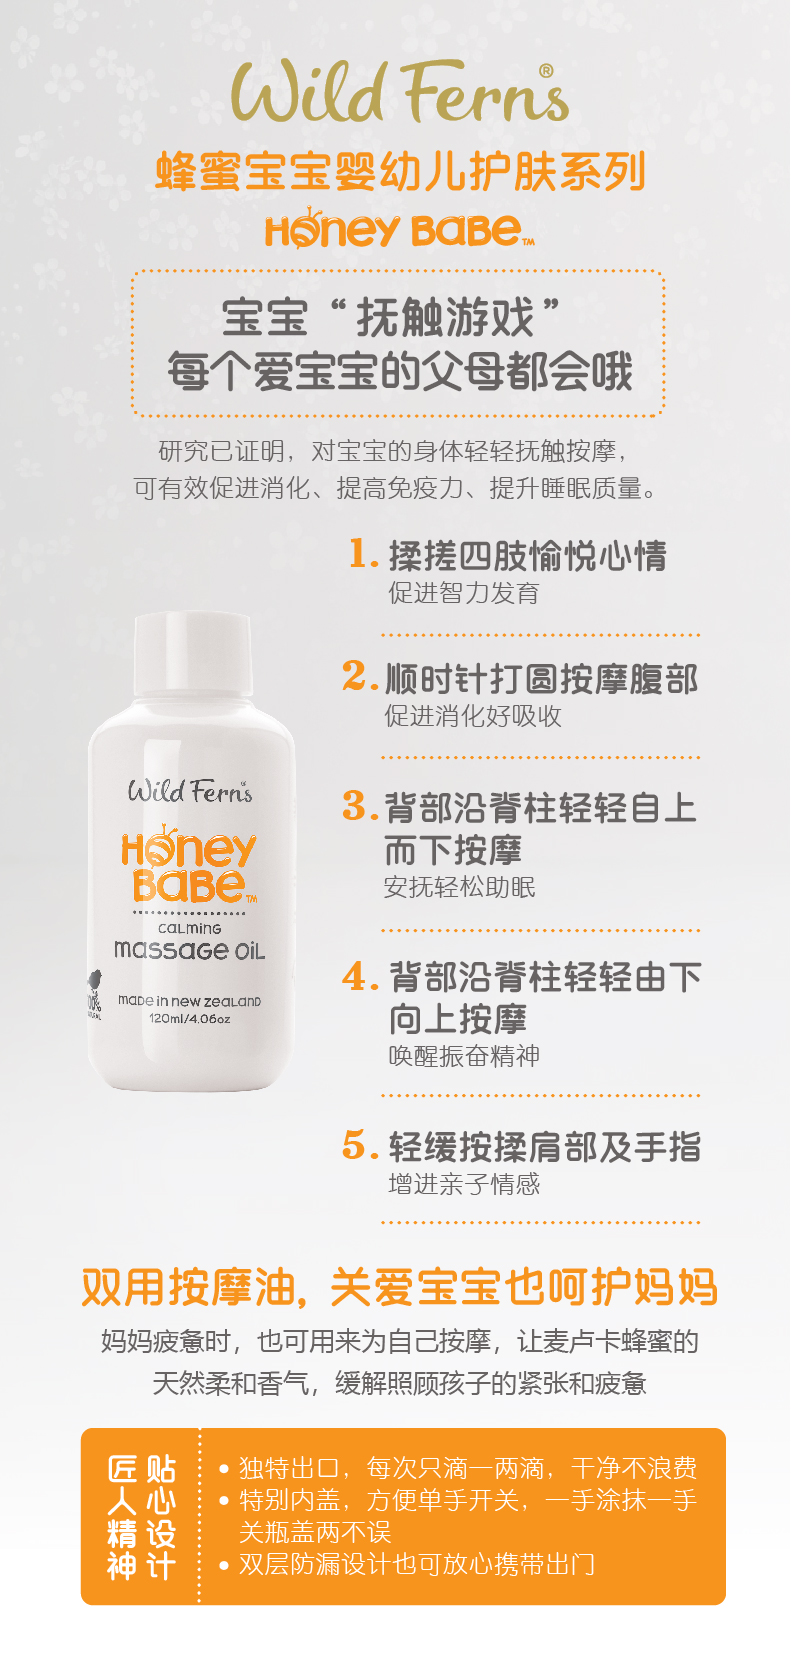 Wild Ferns®
蜂蜜宝宝婴幼儿护肤系列
Honey Babe™
宝宝“抚触游戏”
每个爱宝宝的父母都会哦
研究已证明，对宝宝的身体轻轻抚触按摩，
可有效促进消化、提高免疫力、提升睡眠质量。
1. 揉搓四肢愉悦心情
促进智力发育
2. 顺时针打圆按摩腹部
促进消化好吸收
3. 背部沿脊柱轻轻自上
而下按摩
安抚轻松助眠
4. 背部沿脊柱轻轻由下
向上按摩
唤醒振奋精神
5. 轻缓按揉肩部及手指
增进亲子情感
Wild Ferns
Honey
Babe™
calming
massage oil
made in new zealand
120ml/4.06oz
双用按摩油，关爱宝宝也呵护妈妈
妈妈疲惫时，也可用来为自己按摩，让麦卢卡蜂蜜的
天然柔和香气，缓解照顾孩子的紧张和疲惫
贴心设计
匠人精神
• 独特出口，每次只滴一两滴，干净不浪费
• 特别内盖，方便单手开关，一手涂抹一手
关瓶盖两不误
• 双层防漏设计也可放心携带出门